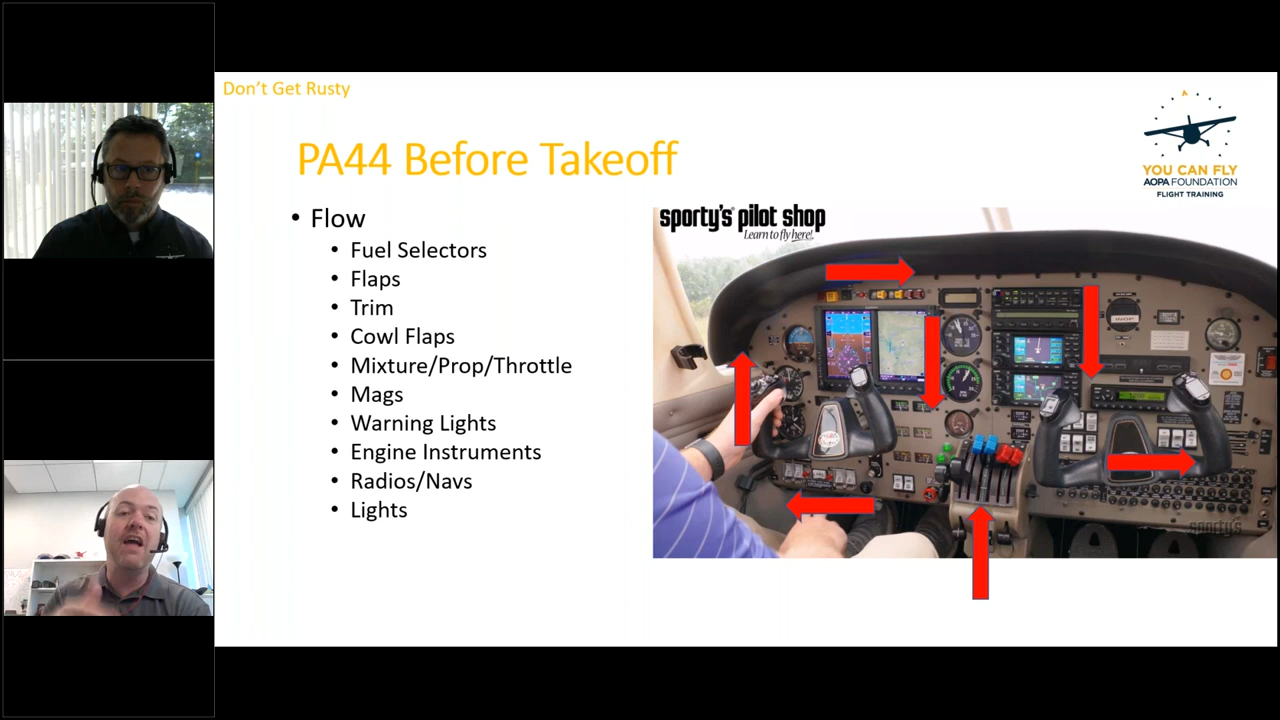 Don't Get Rusty
PA44 Before Takeoff
YOU CAN FLY
AOPA FOUNDATION
FLIGHT TRAINING
• Flow
• Fuel Selectors
• Flaps
• Trim
• Cowl Flaps
• Mixture/Prop/Throttle
• Mags
• Warning Lights
• Engine Instruments
• Radios/Navs
• Lights
sporty's pilot shop
Learn to fly here!
INOP
sporty's